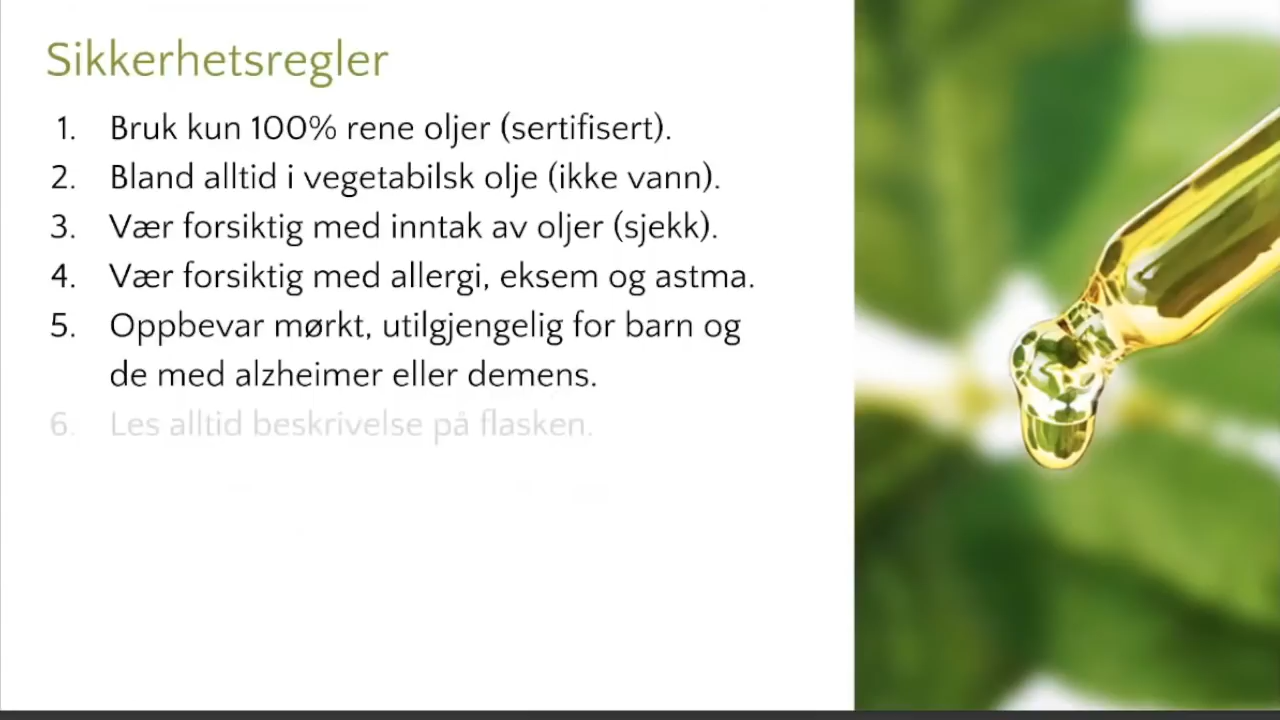 Sikkerhetsregler
1. Bruk kun 100% rene oljer (sertifisert).
2. Bland alltid i vegetabilsk olje (ikke vann).
3. Vær forsiktig med inntak av oljer (sjekk).
4. Vær forsiktig med allergi, eksem og astma.
5. Oppbevar mørkt, utilgjengelig for barn og
de med alzheimer eller demens.
6. Les alltid beskrivelse på flasken.